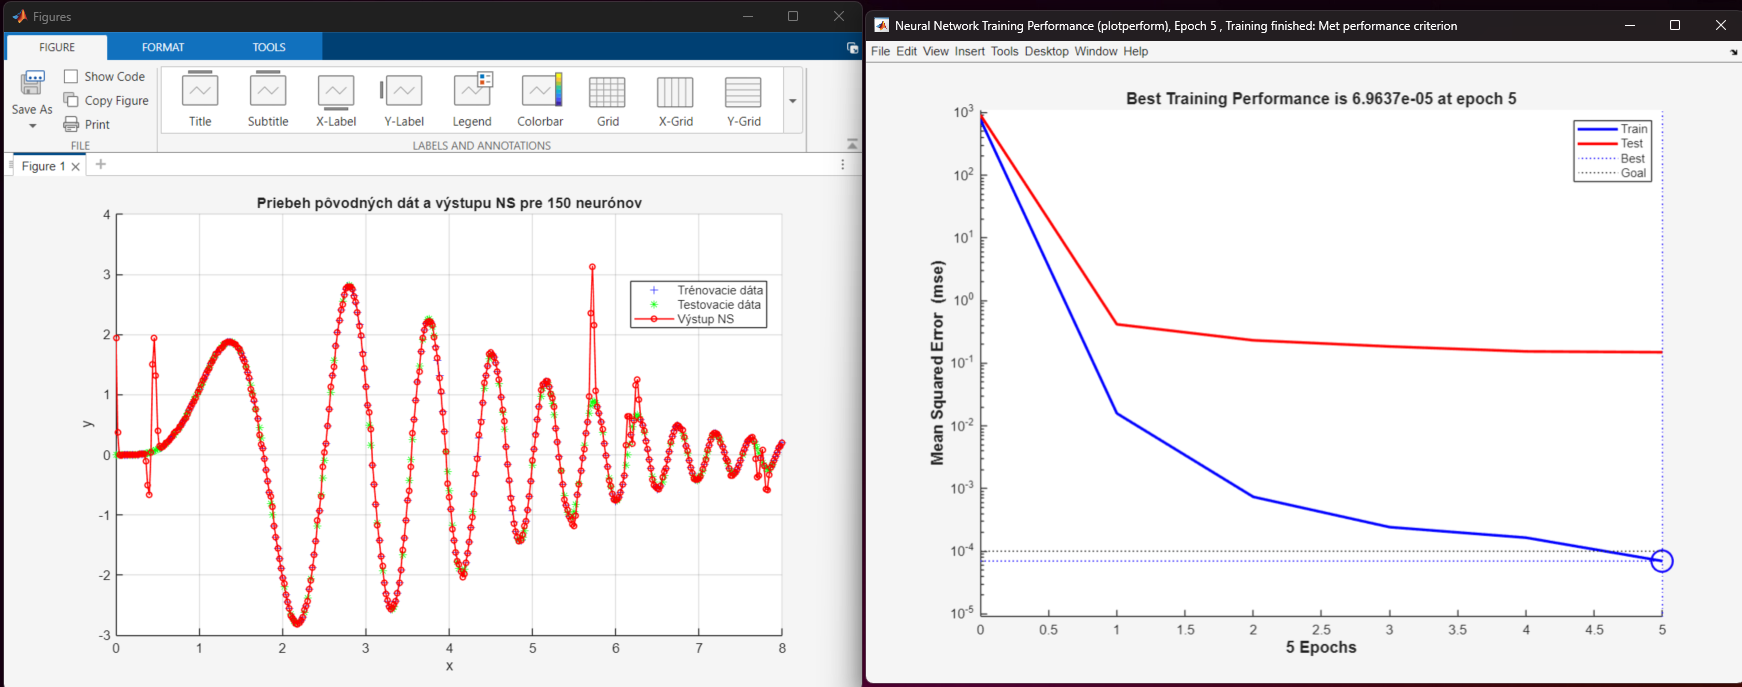 Figures
FIGURE FORMAT TOOLS
Save As
Show Code
Copy Figure
Print
Title Subtitle X-Label Y-Label Legend Colorbar Grid X-Grid Y-Grid
FILE
LABELS AND ANNOTATIONS
Figure 1
Priebeh pôvodných dát a výstupu NS pre 150 neurónov
4
3
2
1
0
-1
-2
-3
y
0 1 2 3 4 5 6 7 8
x
Trénovacie dáta
Testovacie dáta
Výstup NS
Neural Network Training Performance (plotperform), Epoch 5 , Training finished: Met performance criterion
File Edit View Insert Tools Desktop Window Help
Best Training Performance is 6.9637e-05 at epoch 5
10^3
10^2
10^1
10^0
10^-1
10^-2
10^-3
10^-4
10^-5
Mean Squared Error (mse)
Train
Test
Best
Goal
0 0.5 1 1.5 2 2.5 3 3.5 4 4.5 5
5 Epochs